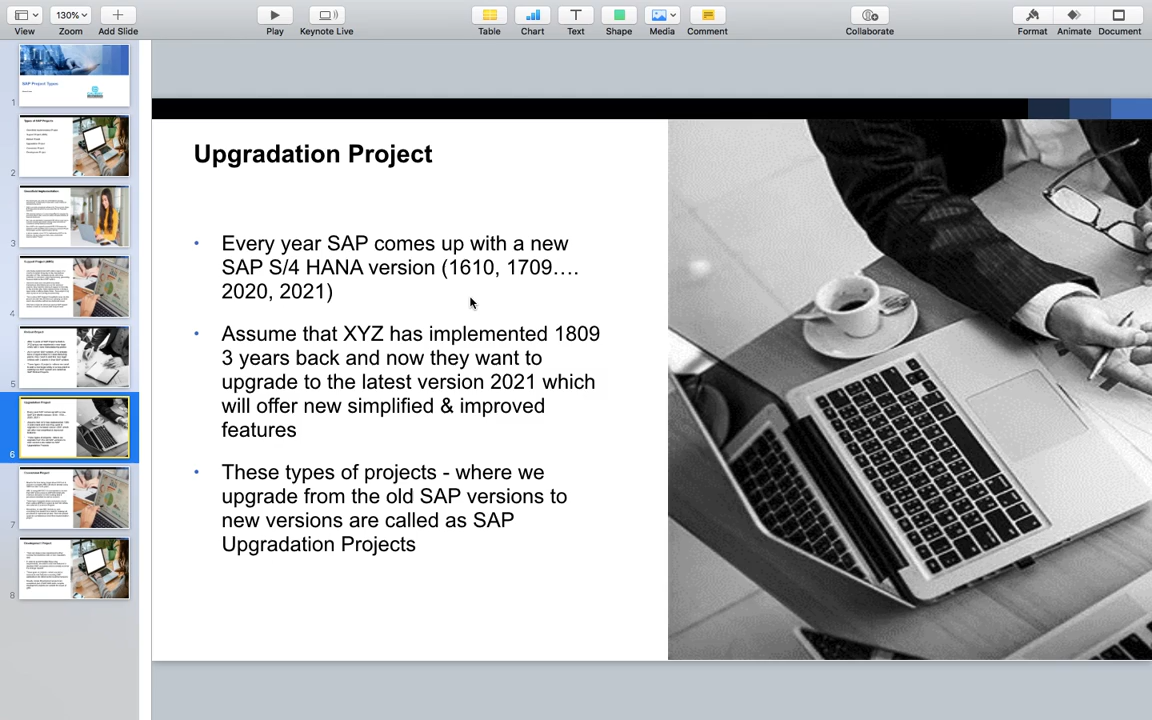 View
130%
Zoom
Add Slide
Play
Keynote Live
Table
Chart
Text
Shape
Media
Comment
Collaborate
Format
Animate
Document
1
SAP Project Types
2
3
4
5
6
7
8
Upgradation Project
• Every year SAP comes up with a new
SAP S/4 HANA version (1610, 1709....
2020, 2021)
• Assume that XYZ has implemented 1809
3 years back and now they want to
upgrade to the latest version 2021 which
will offer new simplified & improved
features
• These types of projects - where we
upgrade from the old SAP versions to
new versions are called as SAP
Upgradation Projects